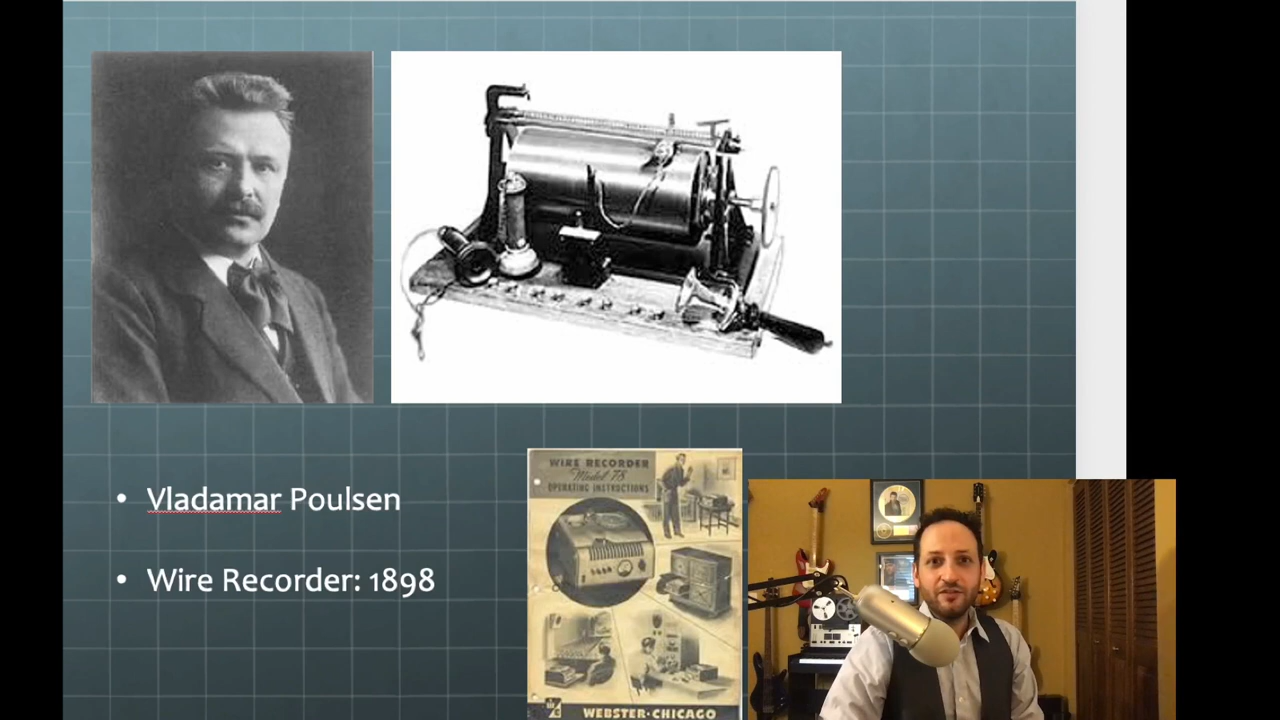 Vladamar Poulsen
Wire Recorder: 1898
WIRE RECORDER
Model 78
OPERATING INSTRUCTIONS
WEBSTER·CHICAGO